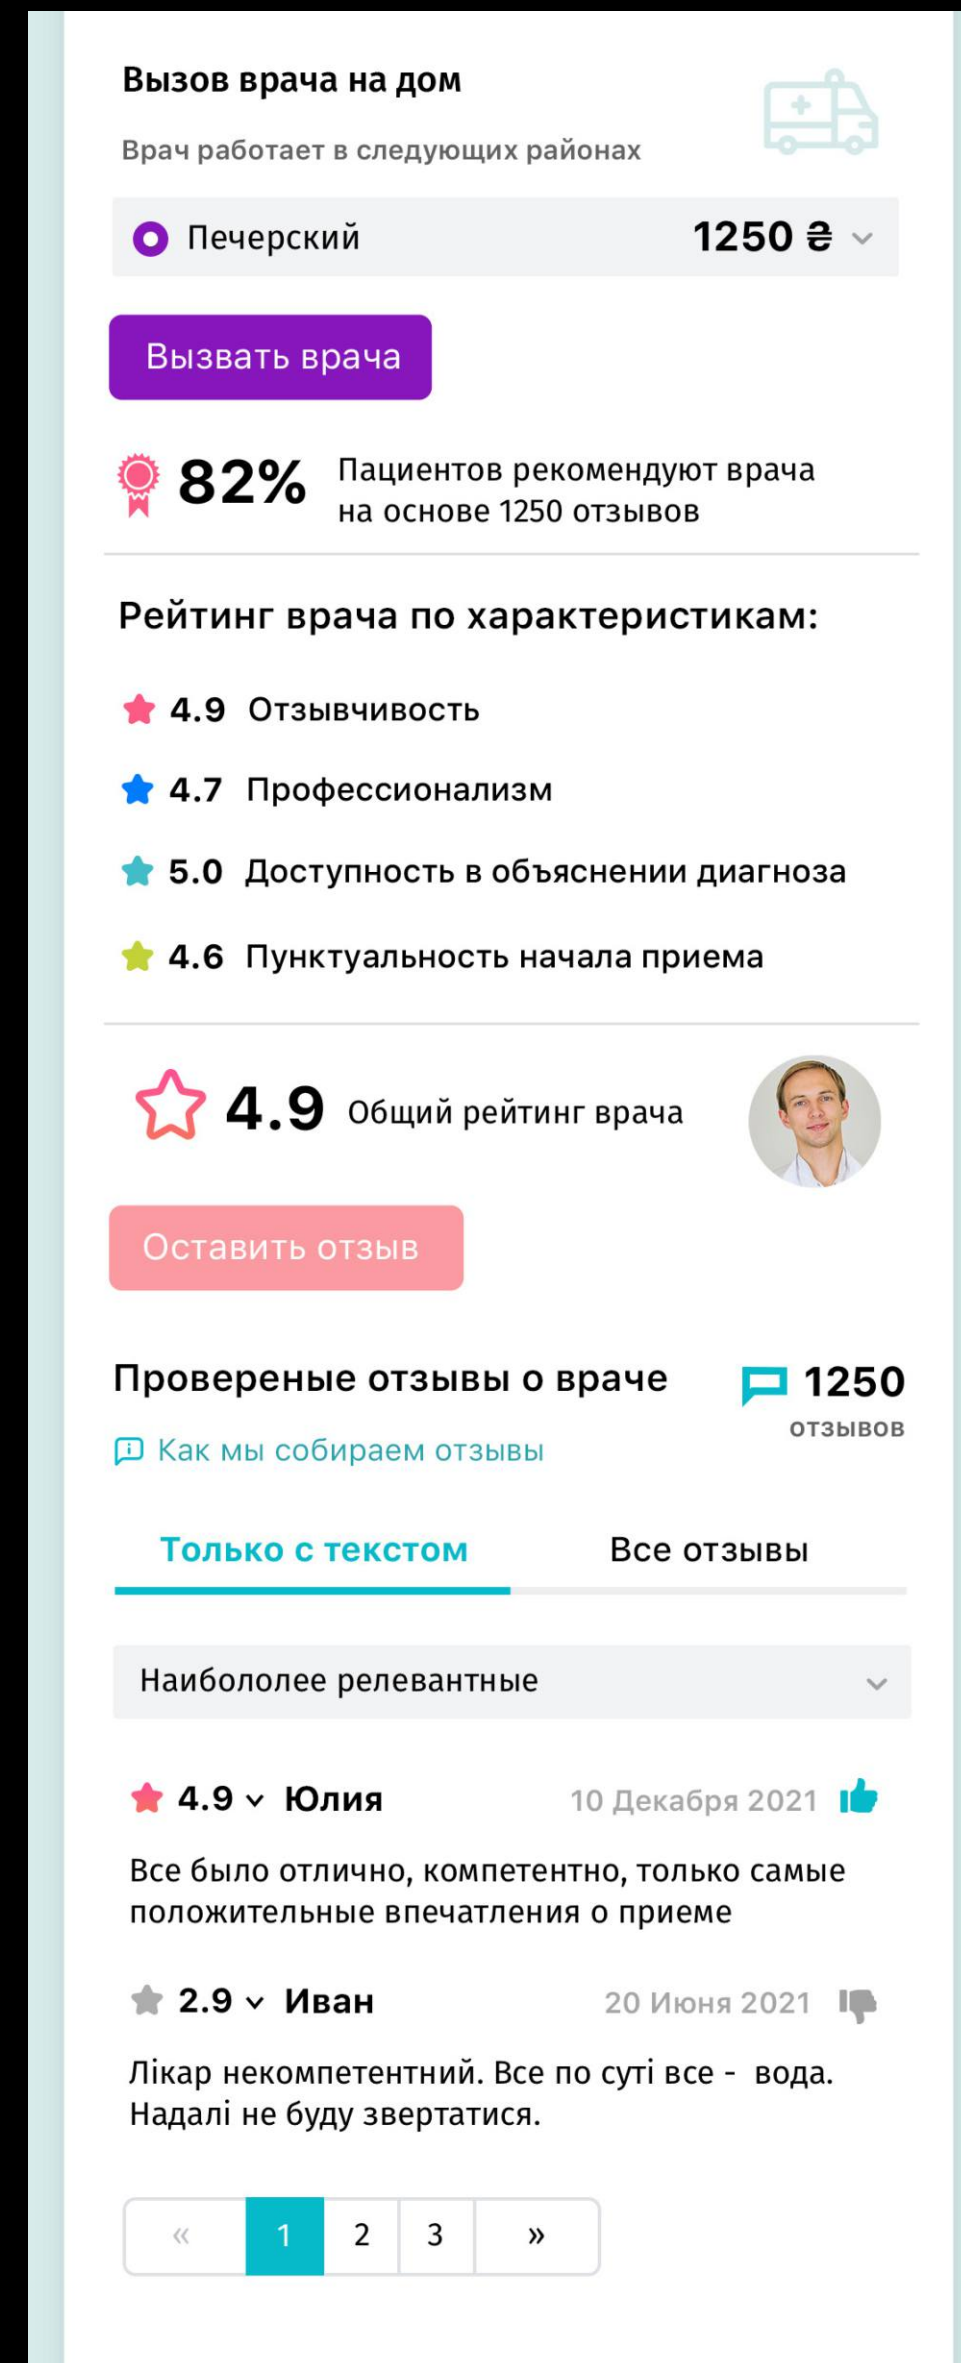 Вызов врача на дом
Врач работает в следующих районах
Печерский 1250 ₴
Вызвать врача
82% Пациентов рекомендуют врача
на основе 1250 отзывов
Рейтинг врача по характеристикам:
4.9 Отзывчивость
4.7 Профессионализм
5.0 Доступность в объяснении диагноза
4.6 Пунктуальность начала приема
4.9 Общий рейтинг врача
Оставить отзыв
Провереные отзывы о враче 1250
отзывов
Как мы собираем отзывы
Только с текстом Все отзывы
Наибололее релевантные
4.9 Юлия 10 Декабря 2021
Все было отлично, компетентно, только самые
положительные впечатления о приеме
2.9 Иван 20 Июня 2021
Лікар некомпетентний. Все по суті все - вода.
Надалі не буду звертатися.
« 1 2 3 »